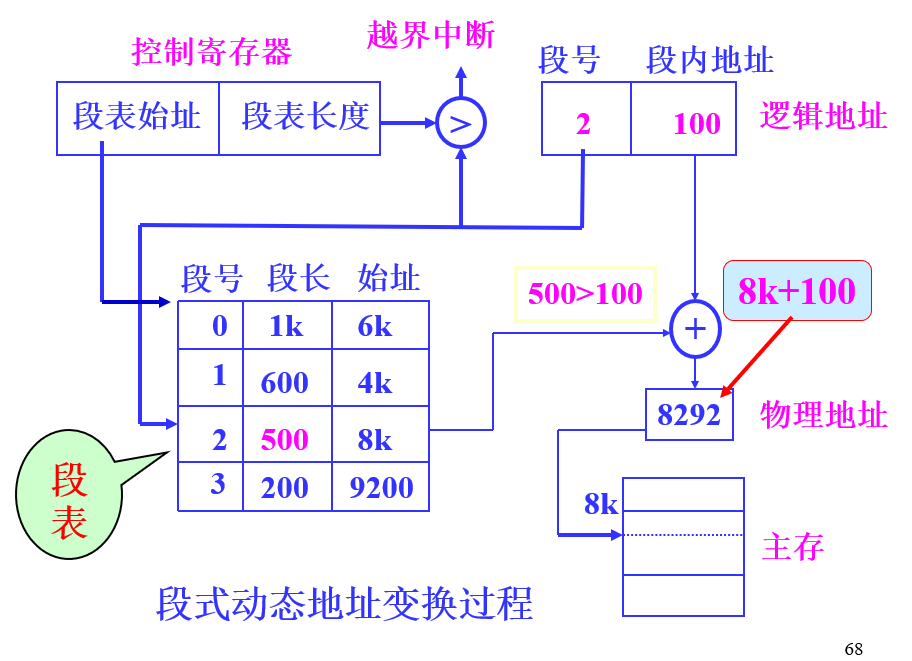 越界中断
控制寄存器
段号 段内地址
段表始址 段表长度 > 2 100 逻辑地址
段号 段长 始址
500>100 8k+100
0 1k 6k
+
1 600 4k
8292 物理地址
2 500 8k
段表
3 200 9200
8k
主存
段式动态地址变换过程
68